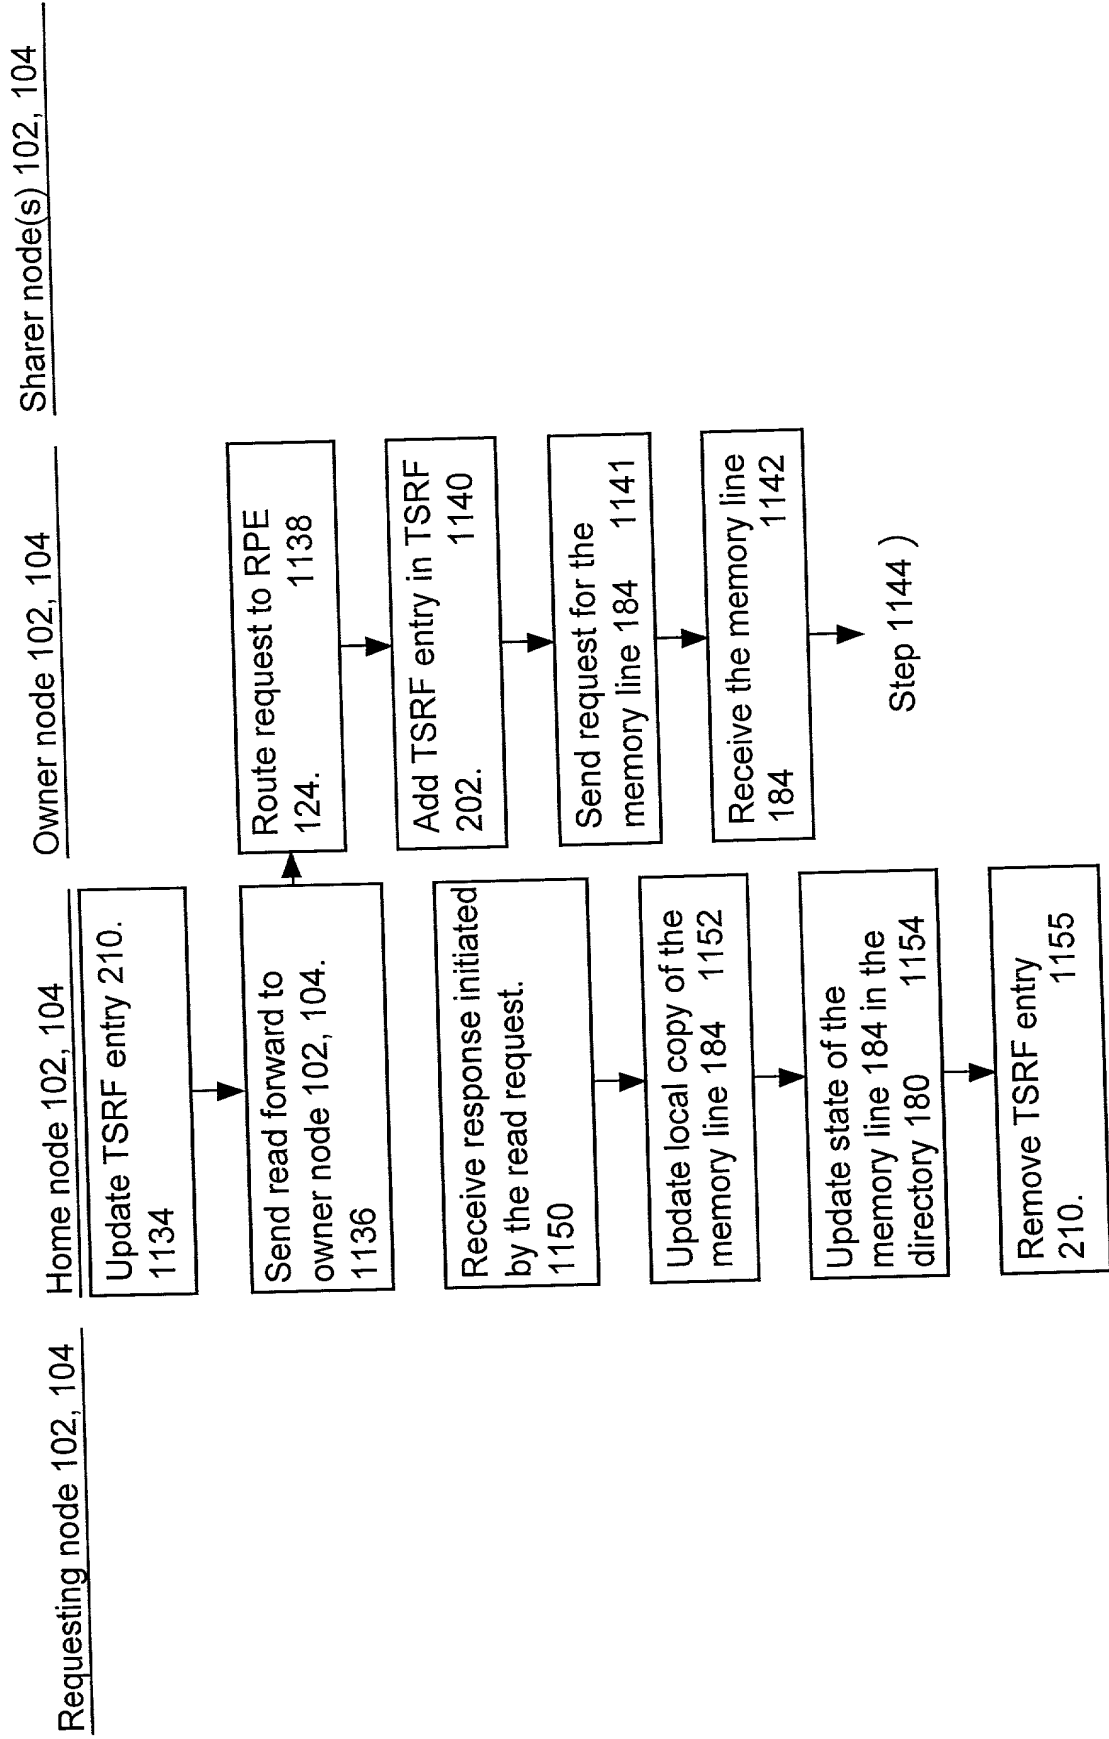 Requesting node 102, 104
Home node 102, 104
Owner node 102, 104
Sharer node(s) 102, 104
Update TSRF entry 210.
1134
Send read forward to
owner node 102, 104.
1136
Route request to RPE
124. 1138
Add TSRF entry in TSRF
202. 1140
Send request for the
memory line 184 1141
Receive the memory line
184 1142
Step 1144 )
Receive response initiated
by the read request.
1150
Update local copy of the
memory line 184 1152
Update state of the
memory line 184 in the
directory 180 1154
Remove TSRF entry
210. 1155